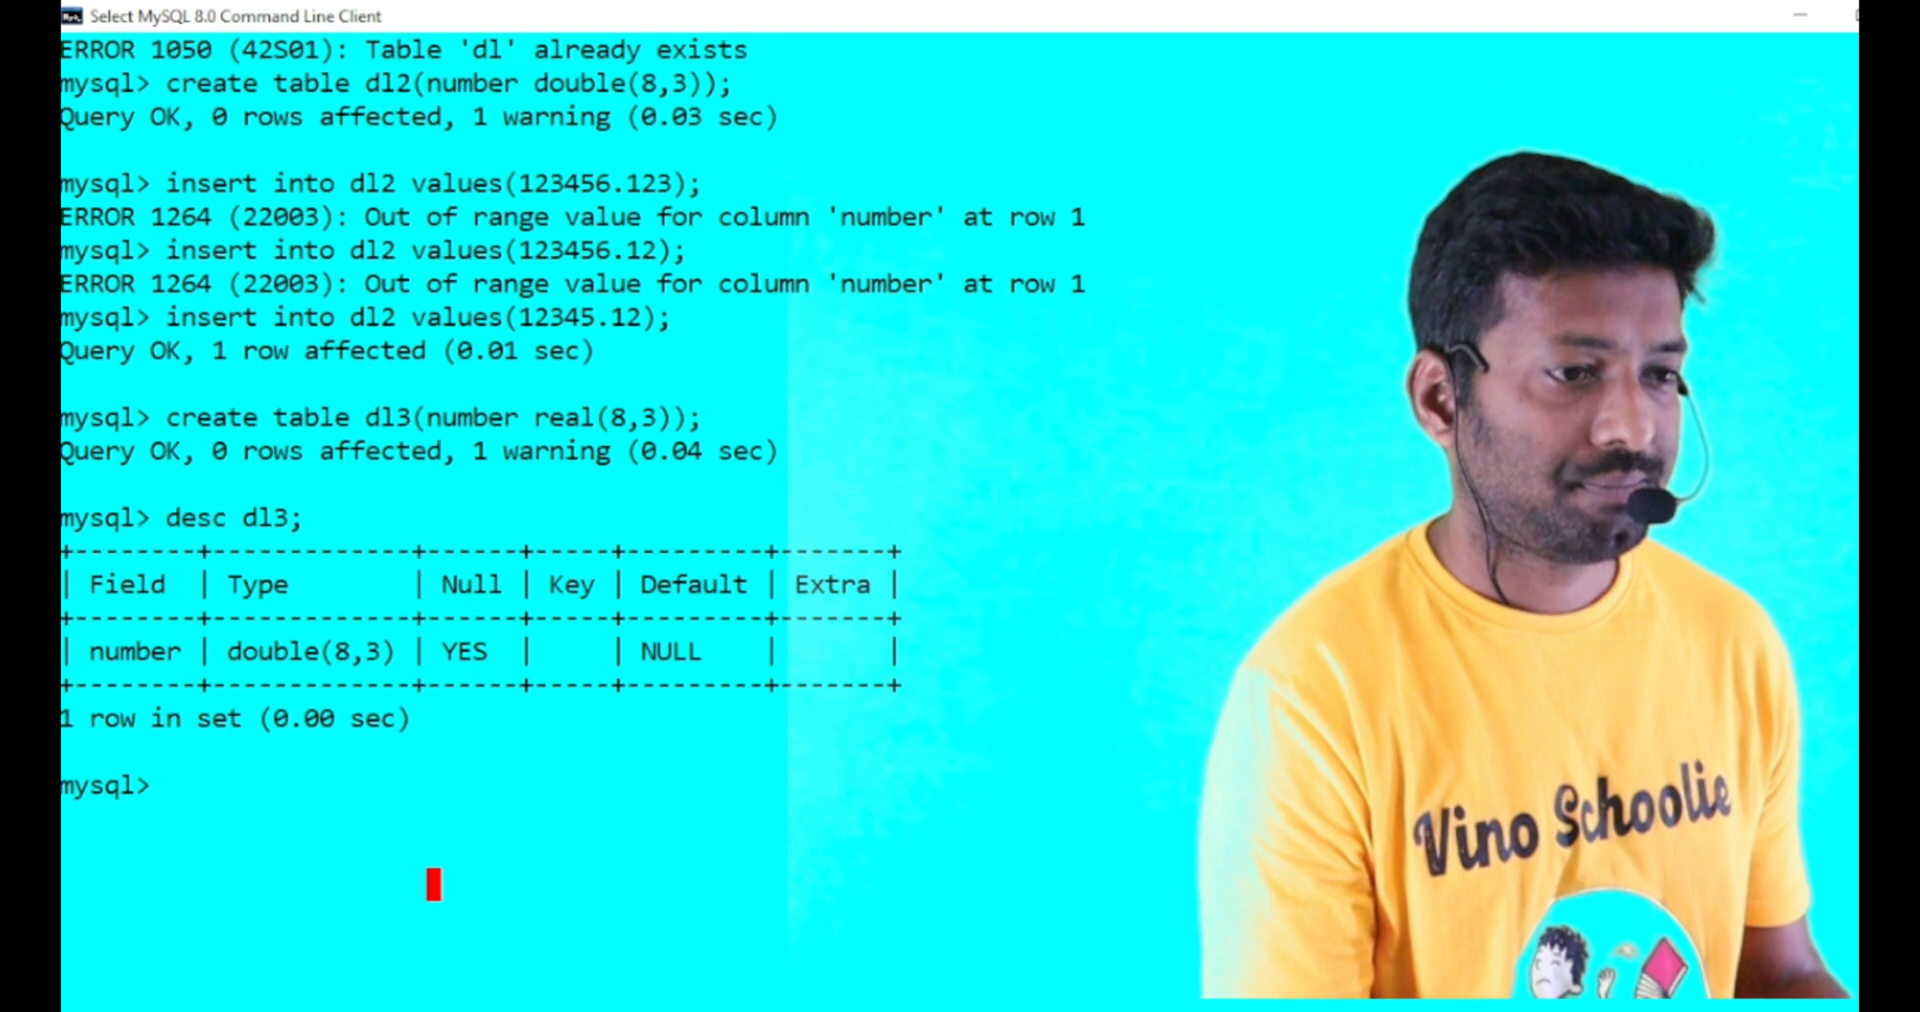 Select MySQL 8.0 Command Line Client
ERROR 1050 (42S01): Table 'dl' already exists
mysql> create table dl2(number double(8,3));
Query OK, 0 rows affected, 1 warning (0.03 sec)
mysql> insert into dl2 values(123456.123);
ERROR 1264 (22003): Out of range value for column 'number' at row 1
mysql> insert into dl2 values(123456.12);
ERROR 1264 (22003): Out of range value for column 'number' at row 1
mysql> insert into dl2 values(12345.12);
Query OK, 1 row affected (0.01 sec)
mysql> create table dl3(number real(8,3));
Query OK, 0 rows affected, 1 warning (0.04 sec)
mysql> desc dl3;
+--------+-------------+------+-----+---------+-------+
| Field  | Type        | Null | Key | Default | Extra |
+--------+-------------+------+-----+---------+-------+
| number | double(8,3) | YES  |     | NULL    |       |
+--------+-------------+------+-----+---------+-------+
1 row in set (0.00 sec)
mysql>
Vino Schoolie